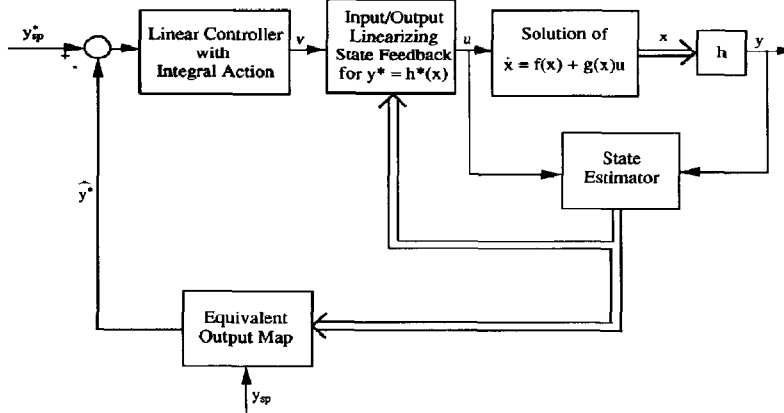 y*sp
+
-
Linear Controller
with
Integral Action
v
Input/Output
Linearizing
State Feedback
for y* = h*(x)
u
Solution of
ẋ = f(x) + g(x)u
x
h
y
State
Estimator
ŷ*
Equivalent
Output Map
ysp